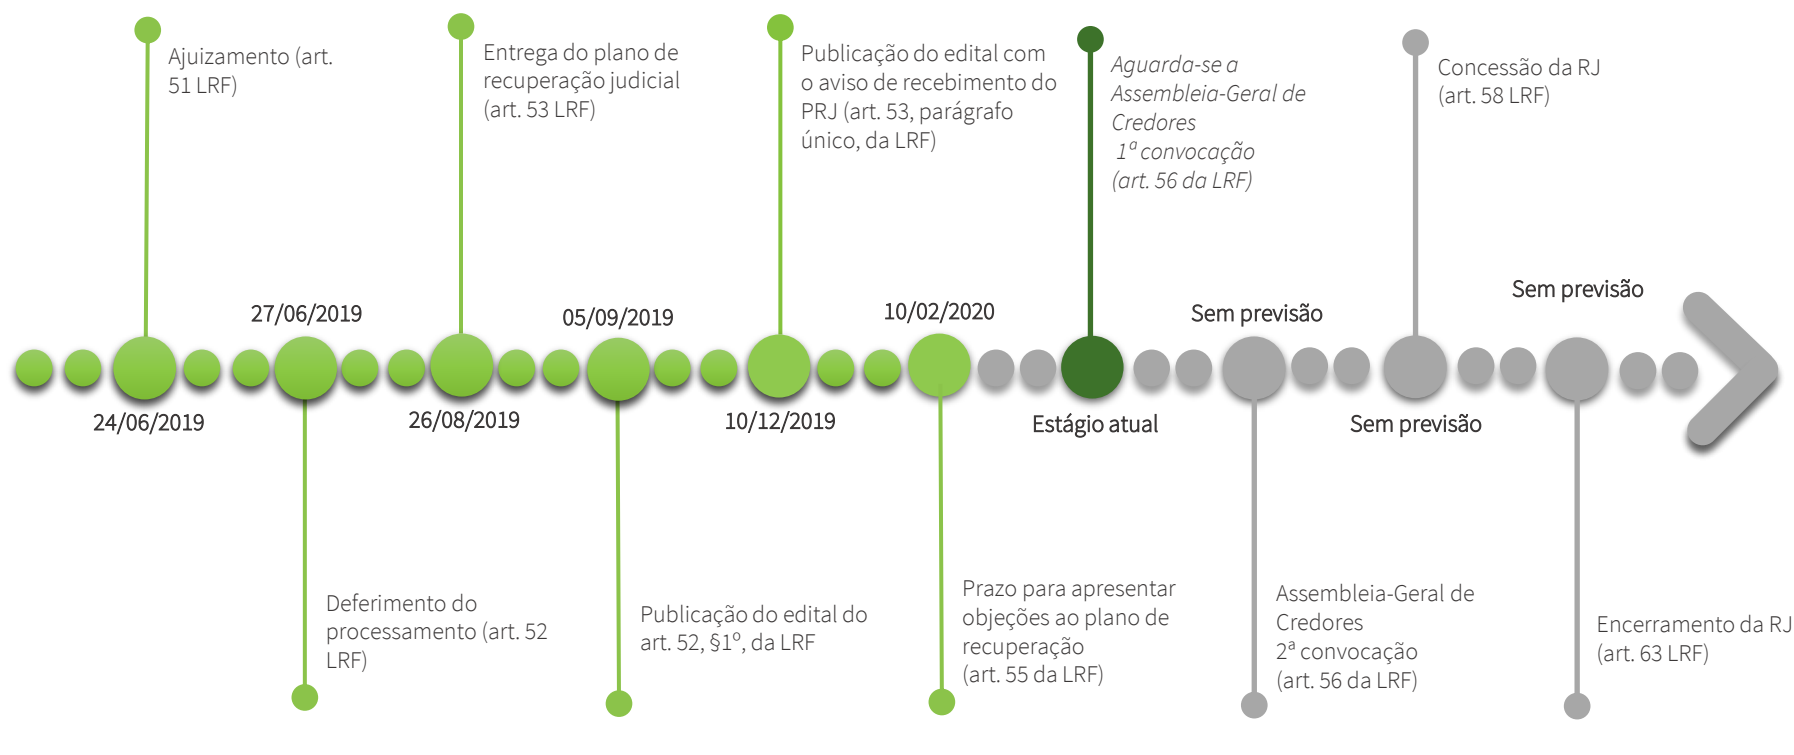 Ajuizamento (art.
51 LRF)
Entrega do plano de
recuperação judicial
(art. 53 LRF)
Publicação do edital com
o aviso de recebimento do
PRJ (art. 53, parágrafo
único, da LRF)
Aguarda-se a
Assembleia-Geral de
Credores
1ª convocação
(art. 56 da LRF)
Concessão da RJ
(art. 58 LRF)
27/06/2019
05/09/2019
10/02/2020
Sem previsão
Sem previsão
24/06/2019
26/08/2019
10/12/2019
Estágio atual
Sem previsão
Deferimento do
processamento (art. 52
LRF)
Publicação do edital do
art. 52, §1º, da LRF
Prazo para apresentar
objeções ao plano de
recuperação
(art. 55 da LRF)
Assembleia-Geral de
Credores
2ª convocação
(art. 56 da LRF)
Encerramento da RJ
(art. 63 LRF)